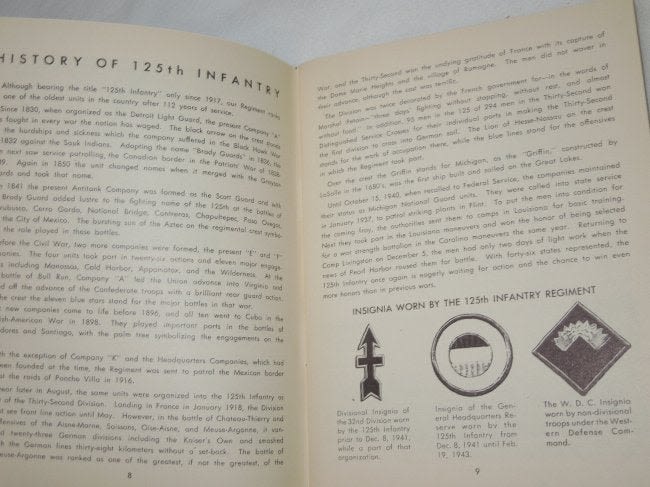 HISTORY OF 125th INFANTRY
Although bearing the title "125th Infantry" only since 1917, our Regiment ranks
one of the oldest units in the country after 112 years of service.
Since 1830, when organized as the Detroit Light Guard, the present Company "A"
fought in every war the nation has waged. The black arrow on the crest stands
the hardships and sickness which the company suffered in the Black Hawk War
1832 against the Sauk Indians. Adopting the name "Brady Guards" in 1836, the
next saw service patrolling, the Canadian border in the Patriots' War of 1838
Again in 1850 the unit changed names when it merged with the Grayson
ards and took that name.
1841 the present Antitank Company was formed as the Scott Guard and with
Brady Guard added lustre to the fighting name of the 125th at the battles of
rubusco, Cerro Gordo, National Bridge, Contreras, Chapultepec, Paso Ovejas,
the City of Mexico. The bursting sun of the Aztec on the regimental crest symbol-
the role played in these battles.
efore the Civil War, two more companies were formed, the present "E" and "F"
panies. The four units took part in twenty-two actions and eleven major engage-
including Manassas, Cold Harbor, Appomatox, and the Wilderness. At the
battle of Bull Run, Company "A" led the Union advance into Virginia and
d off the advance of the Confederate troops with a brilliant rear guard action.
the crest the eleven blue stars stand for the major battles in that war.
new companies came to life before 1896, and all ten went to Cuba in the
ish-American War in 1898. They played important parts in the battles of
dores and Santiago, with the palm tree symbolizing the engagements on the
ith the exception of Company "K" and the Headquarters Companies, which had
een founded at the time, the Regiment was sent to patrol the Mexican border
at the raids of Pancho Villa in 1916.
year later in August, the same units were organized into the 125th Infantry as
of the Thirty-Second Division. Landing in France in January 1918, the Division
see front line action until May. However, in the battle of Chateau-Thierry and
offensives of the Aisne-Marne, Soissons, Oise-Aisne, and Meuse-Argonne, it van-
twenty-three German divisions including the Kaiser's Own and smashed
the German lines thirty-eight kilometers without a set-back. The battle of
Meuse-Argonne was ranked as one of the greatest, if not the greatest, of the
8
War, and the Thirty-Second won the undying gratitude of France with its capture of
the Dame Marie Heights and the village of Romagne. The men did not waver in
their advance, although the cost was terrific.
The Division was twice decorated by the French government for—in the words of
Marshal Petain—"three days' fighting without stopping, without rest, and almost
without food." In addition, 95 men in the 125 of 294 men in the Thirty-Second won
Distinguished Service Crosses for their individual parts in making the Thirty-Second
the first division to cross into German soil. The Lion of Hesse-Nassau on the crest
stands for the work of occupation there, while the blue lines stand for the offensives
in which the Regiment took part.
Over the crest the Griffin stands for Michigan, as the "Griffin," constructed by
LaSalle in the 1680's, was the first ship built and sailed on the Great Lakes.
Until October 15, 1940, when recalled to Federal Service, the companies maintained
their status as Michigan National Guard units. They were called into state service
in January 1937, to patrol striking plants in Flint. To put the men into condition for
the coming fray, the authorities sent them to camps in Louisiana for basic training.
Next they took part in the Louisiana maneuvers and won the honor of being selected
for a war strength battalion in the Carolina maneuvers the same year. Returning to
Camp Livingston on December 5, the men had only two days of light work when the
news of Pearl Harbor roused them for battle. With forty-six states represented, the
125th Infantry once again is eagerly waiting for action and the chance to win even
more honors than in previous wars.
INSIGNIA WORN BY THE 125th INFANTRY REGIMENT
Divisional Insignia of
the 32nd Division worn
by the 125th Infantry
prior to Dec. 8, 1941,
while a part of that
organization.
Insignia of the Gen-
eral Headquarters Re-
serve worn by the
125th Infantry from
Dec. 8, 1941 until Feb.
19, 1943.
The W. D. C. Insignia
worn by non-divisional
troops under the West-
ern Defense Com-
mand.
9